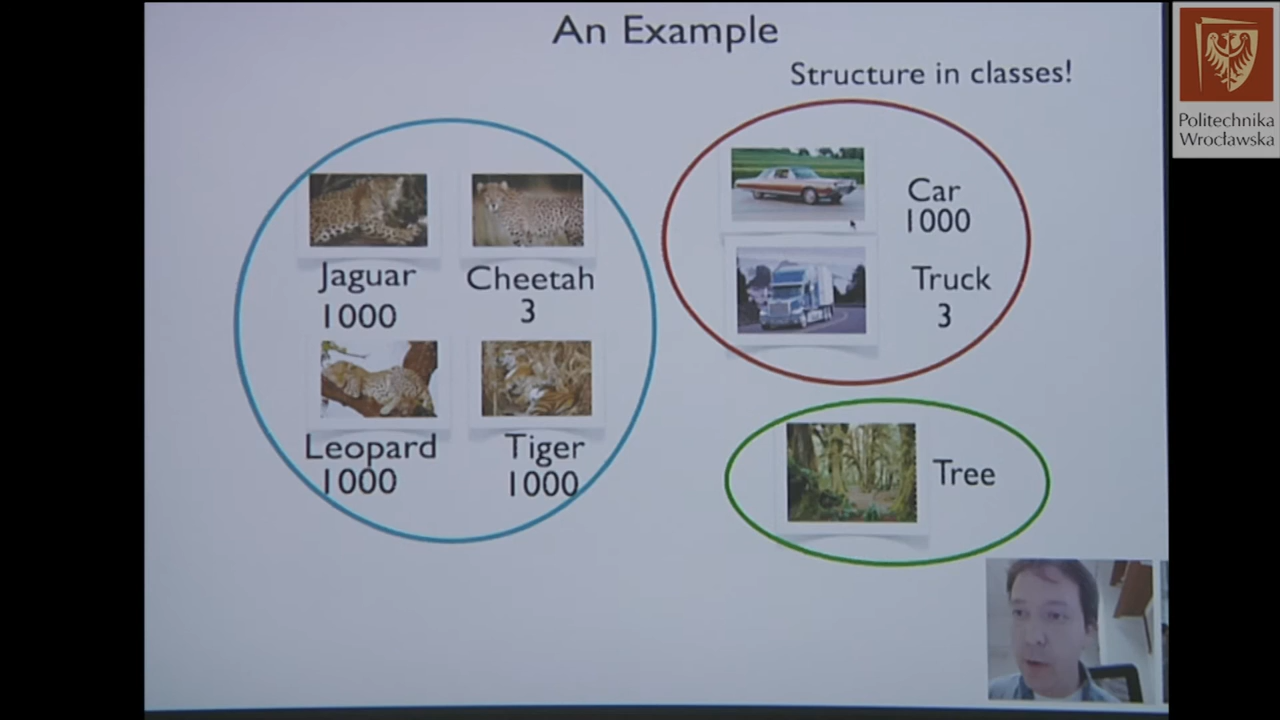 An Example
Structure in classes!
Jaguar
1000
Cheetah
3
Leopard
1000
Tiger
1000
Car
1000
Truck
3
Tree
Politechnika
Wrocławska